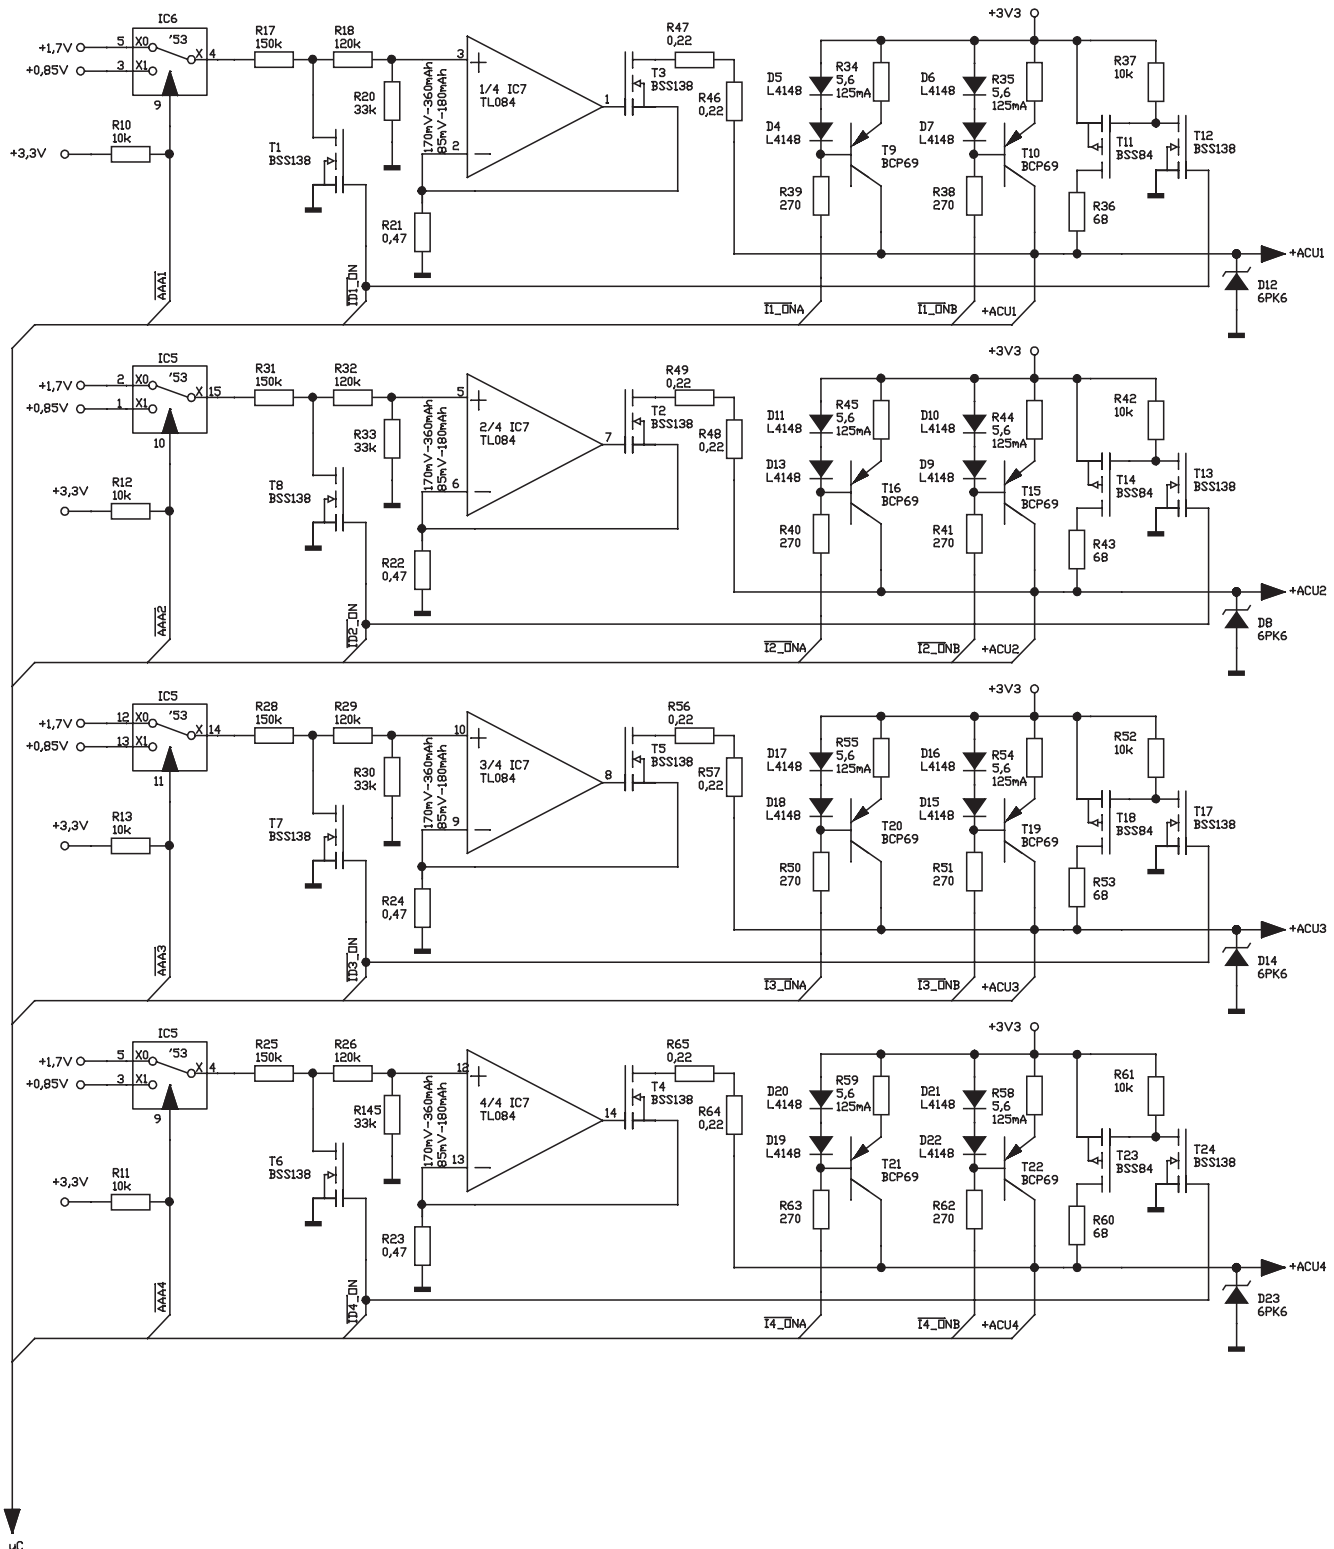 IC6
+1,7V 5 X0 '53 X 4
+0,85V 3 X1
9
R10
10k
+3,3V
R17
150k
R18
120k
R20
33k
T1
BSS138
3
170mV-360mAh
85mV-180mAh
1/4 IC7
TL084
2
1
R21
0,47
T3
BSS138
R47
0,22
R46
0,22
D5
L4148
D4
L4148
R34
5,6
125mA
T9
BCP69
R39
270
D6
L4148
D7
L4148
R35
5,6
125mA
T10
BCP69
R38
270
+3V3
R37
10k
T11
BSS84
T12
BSS138
R36
68
+ACU1
D12
6PK6
AAA1
ID1_ON
I1_ONA
I1_ONB
+ACU1
IC5
+1,7V 2 X0 '53 X 15
+0,85V 1 X1
10
R12
10k
+3,3V
R31
150k
R32
120k
R33
33k
T8
BSS138
5
170mV-360mAh
85mV-180mAh
2/4 IC7
TL084
6
7
R22
0,47
T2
BSS138
R49
0,22
R48
0,22
D11
L4148
D13
L4148
R45
5,6
125mA
T16
BCP69
R40
270
D10
L4148
D9
L4148
R44
5,6
125mA
T15
BCP69
R41
270
+3V3
R42
10k
T14
BSS84
T13
BSS138
R43
68
+ACU2
D8
6PK6
AAA2
ID2_ON
I2_ONA
I2_ONB
+ACU2
IC5
+1,7V 12 X0 '53 X 14
+0,85V 13 X1
11
R13
10k
+3,3V
R28
150k
R29
120k
R30
33k
T7
BSS138
10
170mV-360mAh
85mV-180mAh
3/4 IC7
TL084
9
8
R24
0,47
T5
BSS138
R56
0,22
R57
0,22
D17
L4148
D18
L4148
R55
5,6
125mA
T20
BCP69
R50
270
D16
L4148
D15
L4148
R54
5,6
125mA
T19
BCP69
R51
270
+3V3
R52
10k
T18
BSS84
T17
BSS138
R53
68
+ACU3
D14
6PK6
AAA3
ID3_ON
I3_ONA
I3_ONB
+ACU3
IC5
+1,7V 5 X0 '53 X 4
+0,85V 3 X1
9
R11
10k
+3,3V
R25
150k
R26
120k
R145
33k
T6
BSS138
12
170mV-360mAh
85mV-180mAh
4/4 IC7
TL084
13
14
R23
0,47
T4
BSS138
R65
0,22
R64
0,22
D20
L4148
D19
L4148
R59
5,6
125mA
T21
BCP69
R63
270
D21
L4148
D22
L4148
R58
5,6
125mA
T22
BCP69
R62
270
+3V3
R61
10k
T23
BSS84
T24
BSS138
R60
68
+ACU4
D23
6PK6
AAA4
ID4_ON
I4_ONA
I4_ONB
+ACU4
µC